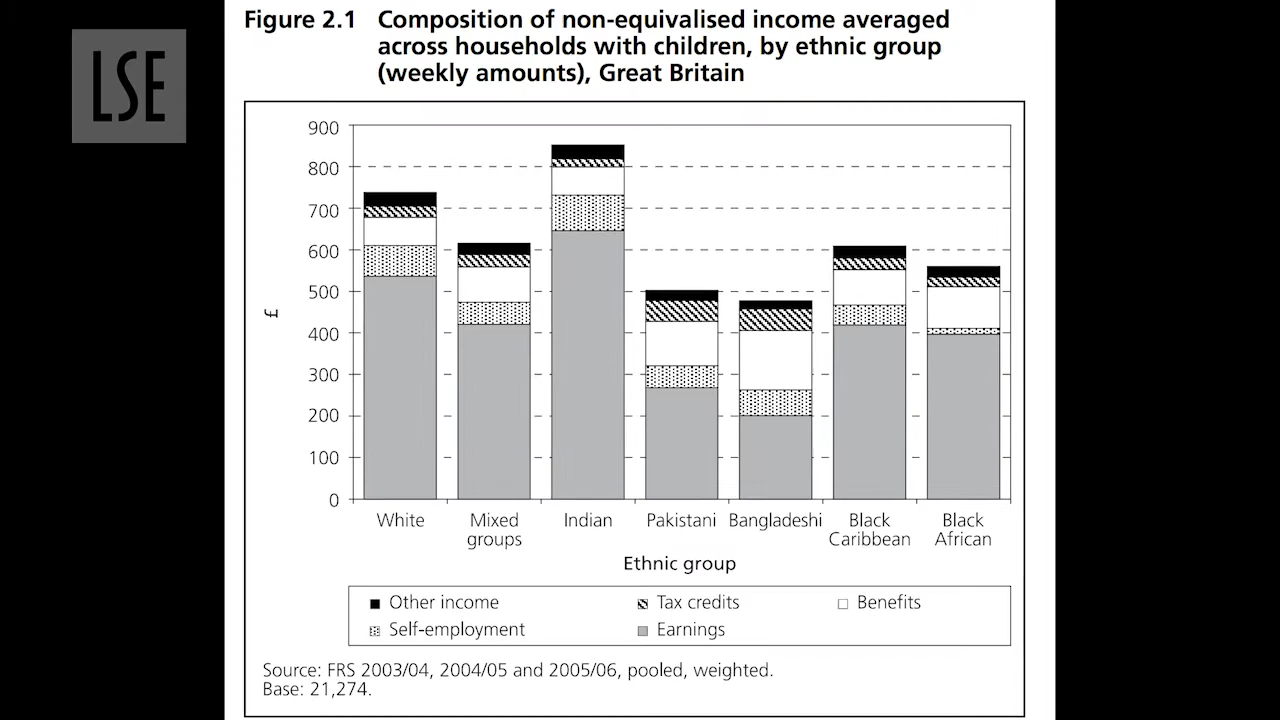 Figure 2.1 Composition of non-equivalised income averaged
across households with children, by ethnic group
(weekly amounts), Great Britain
LSE
900
800
700
600
500
400
300
200
100
0
£
White
Mixed
groups
Indian
Pakistani
Bangladeshi
Black
Caribbean
Black
African
Ethnic group
Other income
Tax credits
Benefits
Self-employment
Earnings
Source: FRS 2003/04, 2004/05 and 2005/06, pooled, weighted.
Base: 21,274.